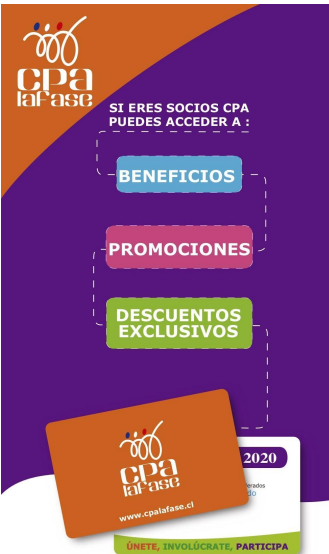 CPA
lafase
SI ERES SOCIOS CPA
PUEDES ACCEDER A :
BENEFICIOS
PROMOCIONES
DESCUENTOS
EXCLUSIVOS
2020
CPA
lafase
www.cpalafase.cl
ÚNETE, INVOLÚCRATE, PARTICIPA